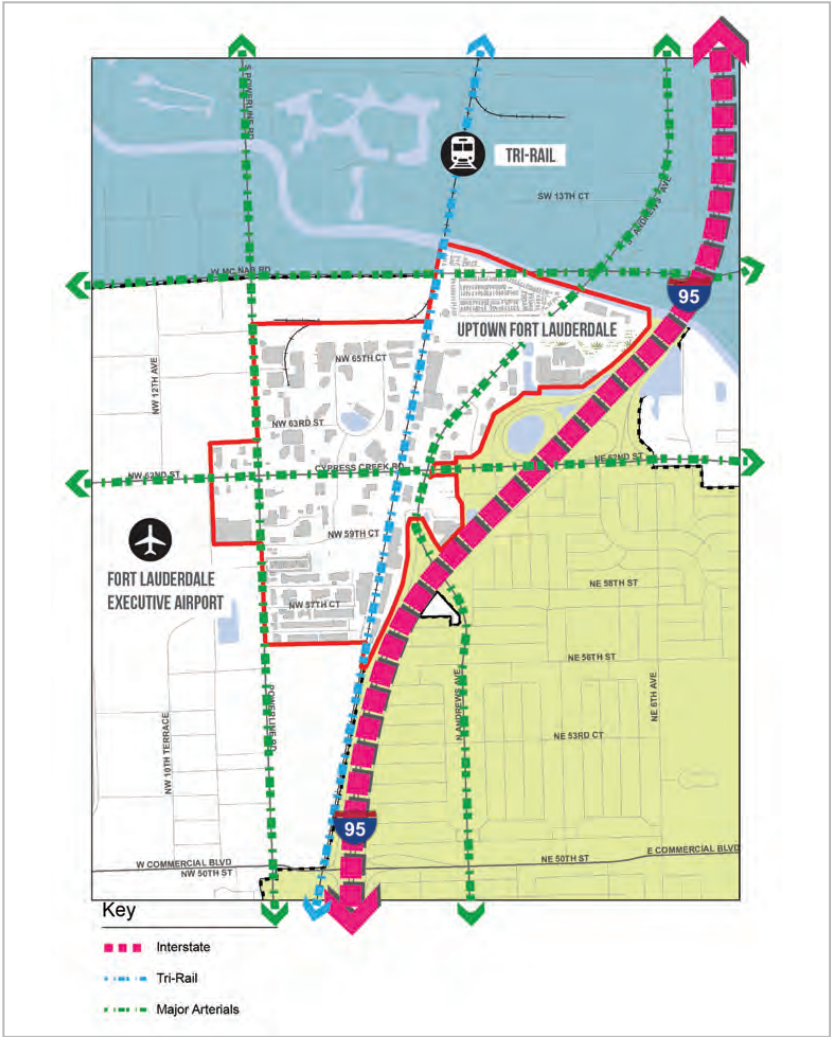 S POWERLINE RD
TRI-RAIL
SW 13TH CT
S ANDREWS AVE
W MC NAB RD
95
UPTOWN FORT LAUDERDALE
NW 65TH CT
NW 12TH AVE
NW 63RD ST
NW 62ND ST
CYPRESS CREEK RD
NE 62ND ST
NW 59TH CT
FORT LAUDERDALE
EXECUTIVE AIRPORT
NE 58TH ST
NW 57TH CT
NE 56TH ST
POWERLINE RD
N ANDREWS AVE
NE 6TH AVE
NW 10TH TERRACE
NE 53RD CT
95
W COMMERCIAL BLVD
NW 50TH ST
NE 50TH ST
E COMMERCIAL BLVD
Key
Interstate
Tri-Rail
Major Arterials